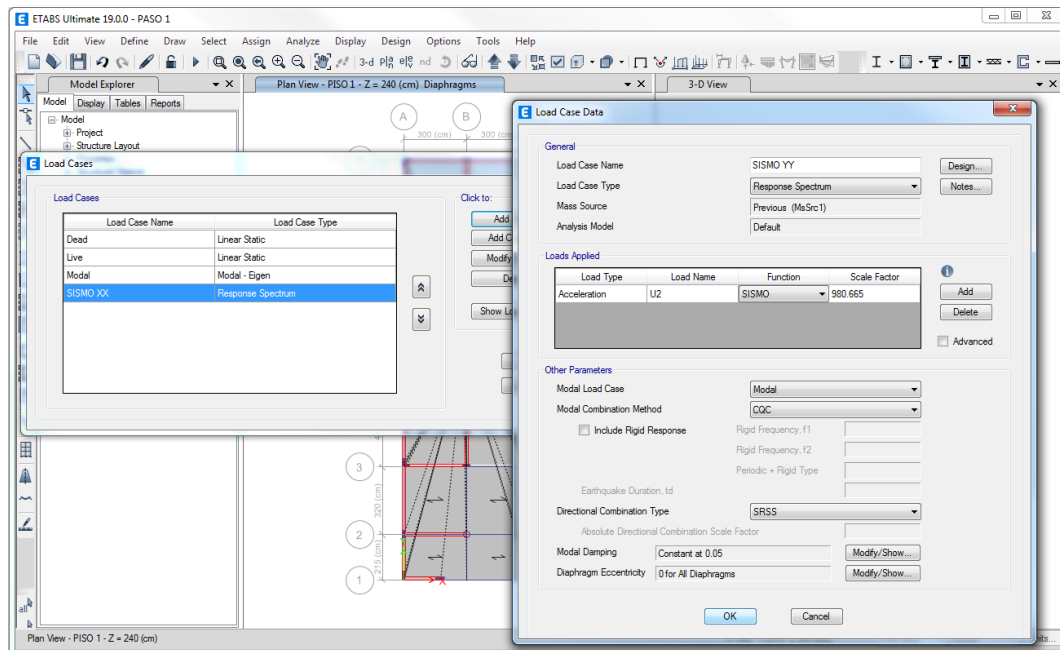 ETABS Ultimate 19.0.0 - PASO 1
File Edit View Define Draw Select Assign Analyze Display Design Options Tools Help
3-d
nd
Model Explorer
Plan View - PISO 1 - Z = 240 (cm) Diaphragms
3-D View
Model Display Tables Reports
Model
Project
Structure Layout
A
B
300 (cm)
300 (cm)
Load Cases
Load Cases
Click to:
Load Case Name Load Case Type
Dead Linear Static
Live Linear Static
Modal Modal - Eigen
SISMO XX Response Spectrum
Add
Add C
Modify
De
Show Lo
3
320 (cm)
2
215 (cm)
1
X
all
Plan View - PISO 1 - Z = 240 (cm)
Load Case Data
General
Load Case Name SISMO YY Design...
Load Case Type Response Spectrum Notes...
Mass Source Previous (MsSrc1)
Analysis Model Default
Loads Applied
Load Type Load Name Function Scale Factor
Acceleration U2 SISMO 980.665
Add
Delete
Advanced
Other Parameters
Modal Load Case Modal
Modal Combination Method CQC
Include Rigid Response Rigid Frequency, f1
Rigid Frequency, f2
Periodic + Rigid Type
Earthquake Duration, td
Directional Combination Type SRSS
Absolute Directional Combination Scale Factor
Modal Damping Constant at 0.05 Modify/Show...
Diaphragm Eccentricity 0 for All Diaphragms Modify/Show...
OK Cancel
its...